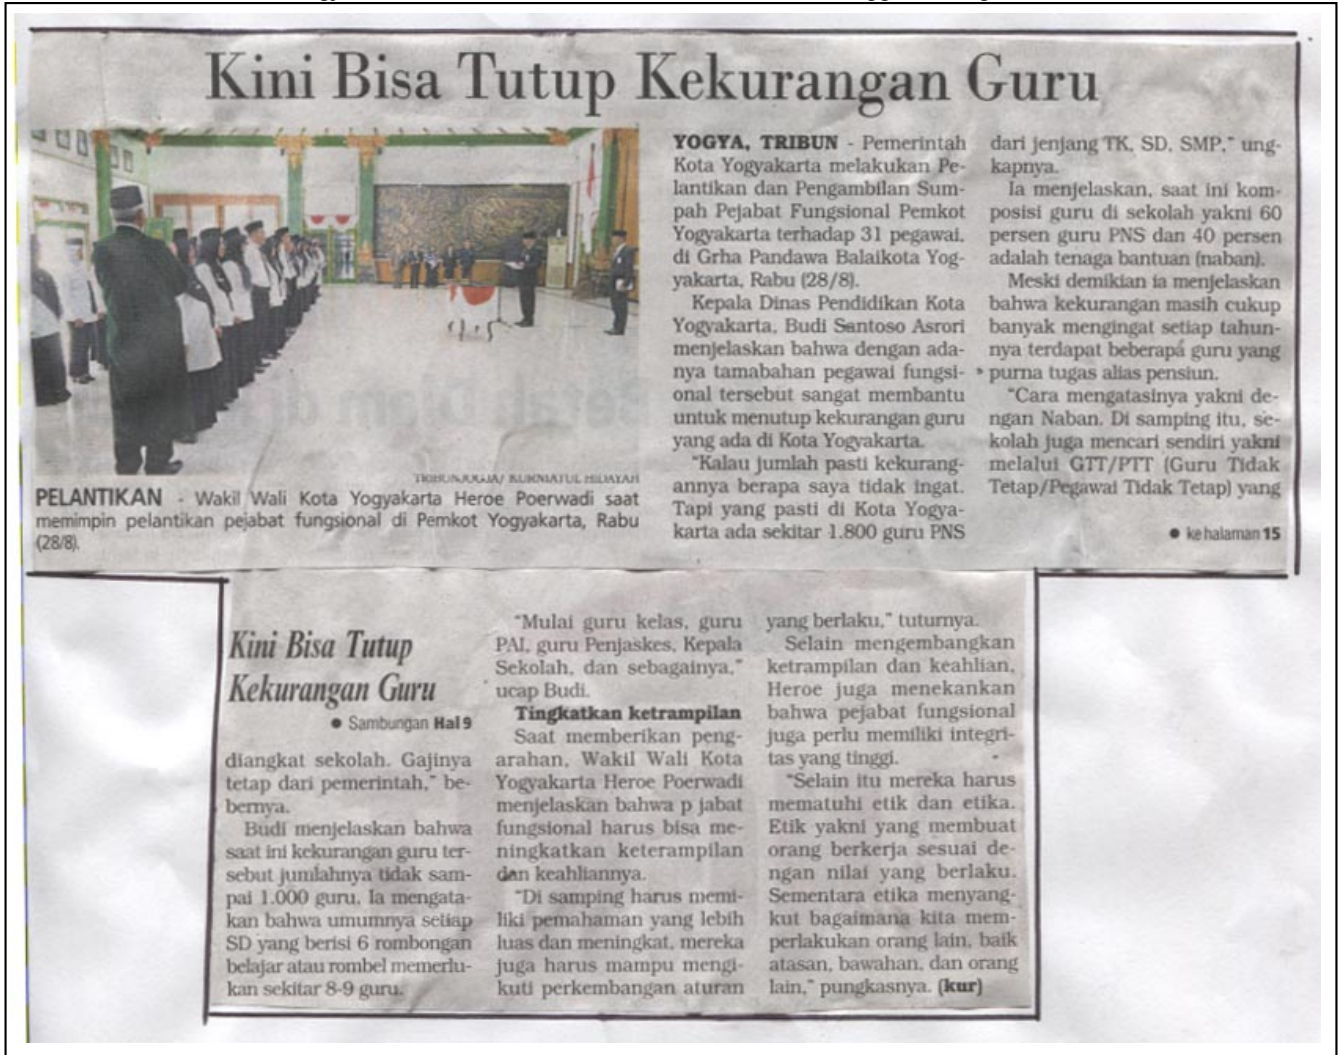 Kini Bisa Tutup Kekurangan Guru
TRIBUNJOGJA/ KURNIATUL HIDAYAH
PELANTIKAN - Wakil Wali Kota Yogyakarta Heroe Poerwadi saat
memimpin pelantikan pejabat fungsional di Pemkot Yogyakarta, Rabu
(28/8).
YOGYA, TRIBUN - Pemerintah
Kota Yogyakarta melakukan Pe-
lantikan dan Pengambilan Sum-
pah Pejabat Fungsional Pemkot
Yogyakarta terhadap 31 pegawai,
di Grha Pandawa Balaikota Yog-
yakarta, Rabu (28/8).
Kepala Dinas Pendidikan Kota
Yogyakarta, Budi Santoso Asrori
menjelaskan bahwa dengan ada-
nya tamabahan pegawai fungsi-
onal tersebut sangat membantu
untuk menutup kekurangan guru
yang ada di Kota Yogyakarta.
"Kalau jumlah pasti kekurang-
annya berapa saya tidak ingat.
Tapi yang pasti di Kota Yogya-
karta ada sekitar 1.800 guru PNS
dari jenjang TK, SD, SMP," ung-
kapnya.
Ia menjelaskan, saat ini kom-
posisi guru di sekolah yakni 60
persen guru PNS dan 40 persen
adalah tenaga bantuan (naban).
Meski demikian ia menjelaskan
bahwa kekurangan masih cukup
banyak mengingat setiap tahun-
nya terdapat beberapa guru yang
purna tugas alias pensiun.
"Cara mengatasinya yakni de-
ngan Naban. Di samping itu, se-
kolah juga mencari sendiri yakni
melalui GTT/PTT (Guru Tidak
Tetap/Pegawai Tidak Tetap) yang
● ke halaman 15
Kini Bisa Tutup
Kekurangan Guru
● Sambungan Hal 9
diangkat sekolah. Gajinya
tetap dari pemerintah," be-
bernya.
Budi menjelaskan bahwa
saat ini kekurangan guru ter-
sebut jumlahnya tidak sam-
pai 1.000 guru. Ia mengata-
kan bahwa umumnya setiap
SD yang berisi 6 rombongan
belajar atau rombel memerlu-
kan sekitar 8-9 guru.
"Mulai guru kelas, guru
PAI, guru Penjaskes, Kepala
Sekolah, dan sebagainya,"
ucap Budi.
Tingkatkan ketrampilan
Saat memberikan peng-
arahan, Wakil Wali Kota
Yogyakarta Heroe Poerwadi
menjelaskan bahwa p jabat
fungsional harus bisa me-
ningkatkan keterampilan
dan keahliannya.
"Di samping harus memi-
liki pemahaman yang lebih
luas dan meningkat, mereka
juga harus mampu mengi-
kuti perkembangan aturan
yang berlaku," tuturnya.
Selain mengembangkan
ketrampilan dan keahlian,
Heroe juga menekankan
bahwa pejabat fungsional
juga perlu memiliki integri-
tas yang tinggi.
"Selain itu mereka harus
mematuhi etik dan etika.
Etik yakni yang membuat
orang berkerja sesuai de-
ngan nilai yang berlaku.
Sementara etika menyang-
kut bagaimana kita mem-
perlakukan orang lain, baik
atasan, bawahan, dan orang
lain," pungkasnya. (kur)